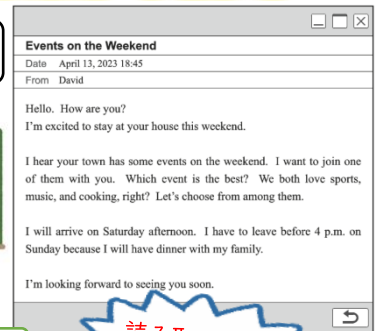 Events on the Weekend
Date April 13, 2023 18:45
From David
Hello. How are you?
I'm excited to stay at your house this weekend.
I hear your town has some events on the weekend. I want to join one
of them with you. Which event is the best? We both love sports,
music, and cooking, right? Let's choose from among them.
I will arrive on Saturday afternoon. I have to leave before 4 p.m. on
Sunday because I will have dinner with my family.
I'm looking forward to seeing you soon.